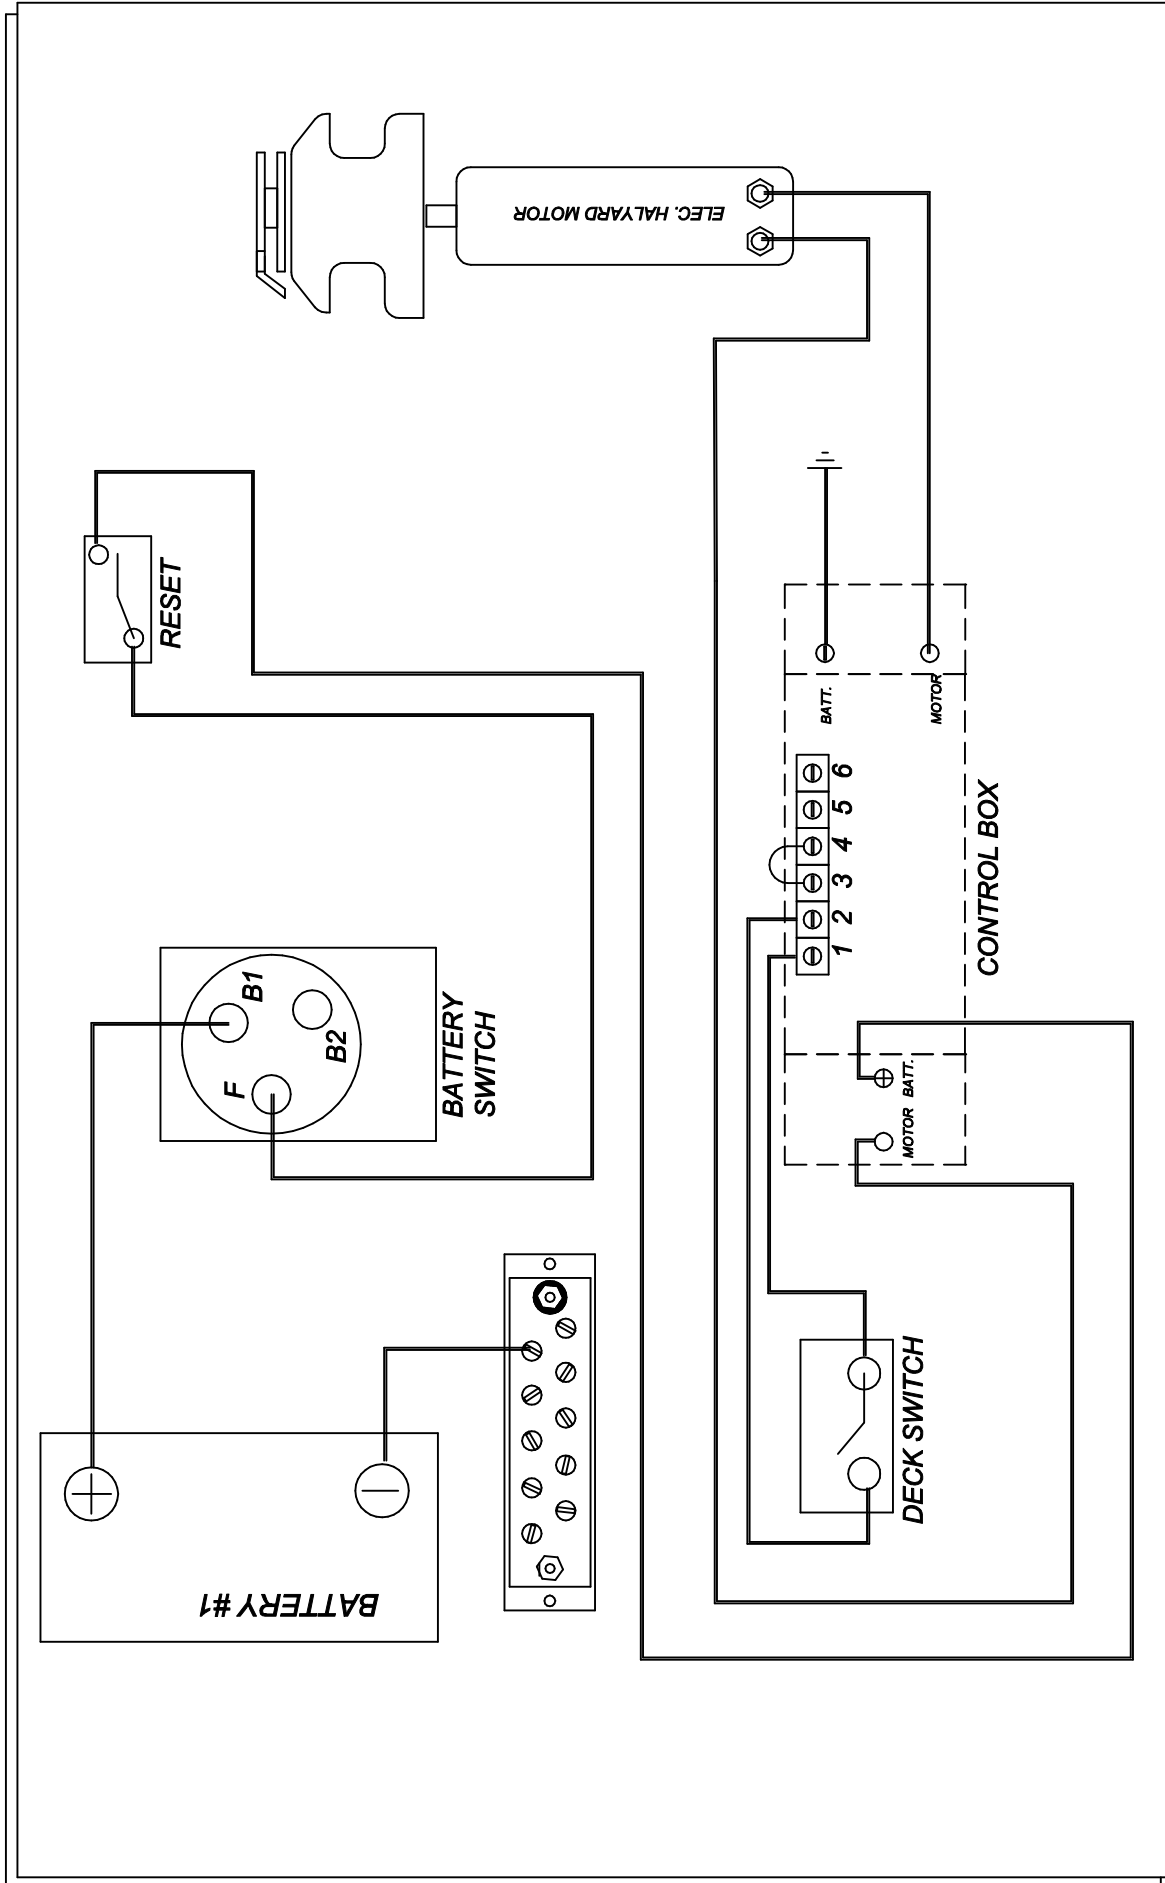 ELEC. HALYARD MOTOR
RESET
BATT.
MOTOR
6
5
4
3
2
1
CONTROL BOX
B1
B2
F
BATTERY
SWITCH
BATT.
MOTOR
DECK SWITCH
BATTERY #1